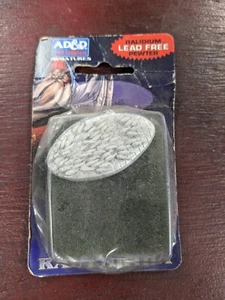 AD&D
MINIATURES
RALIDIUM
LEAD FREE
PEWTER